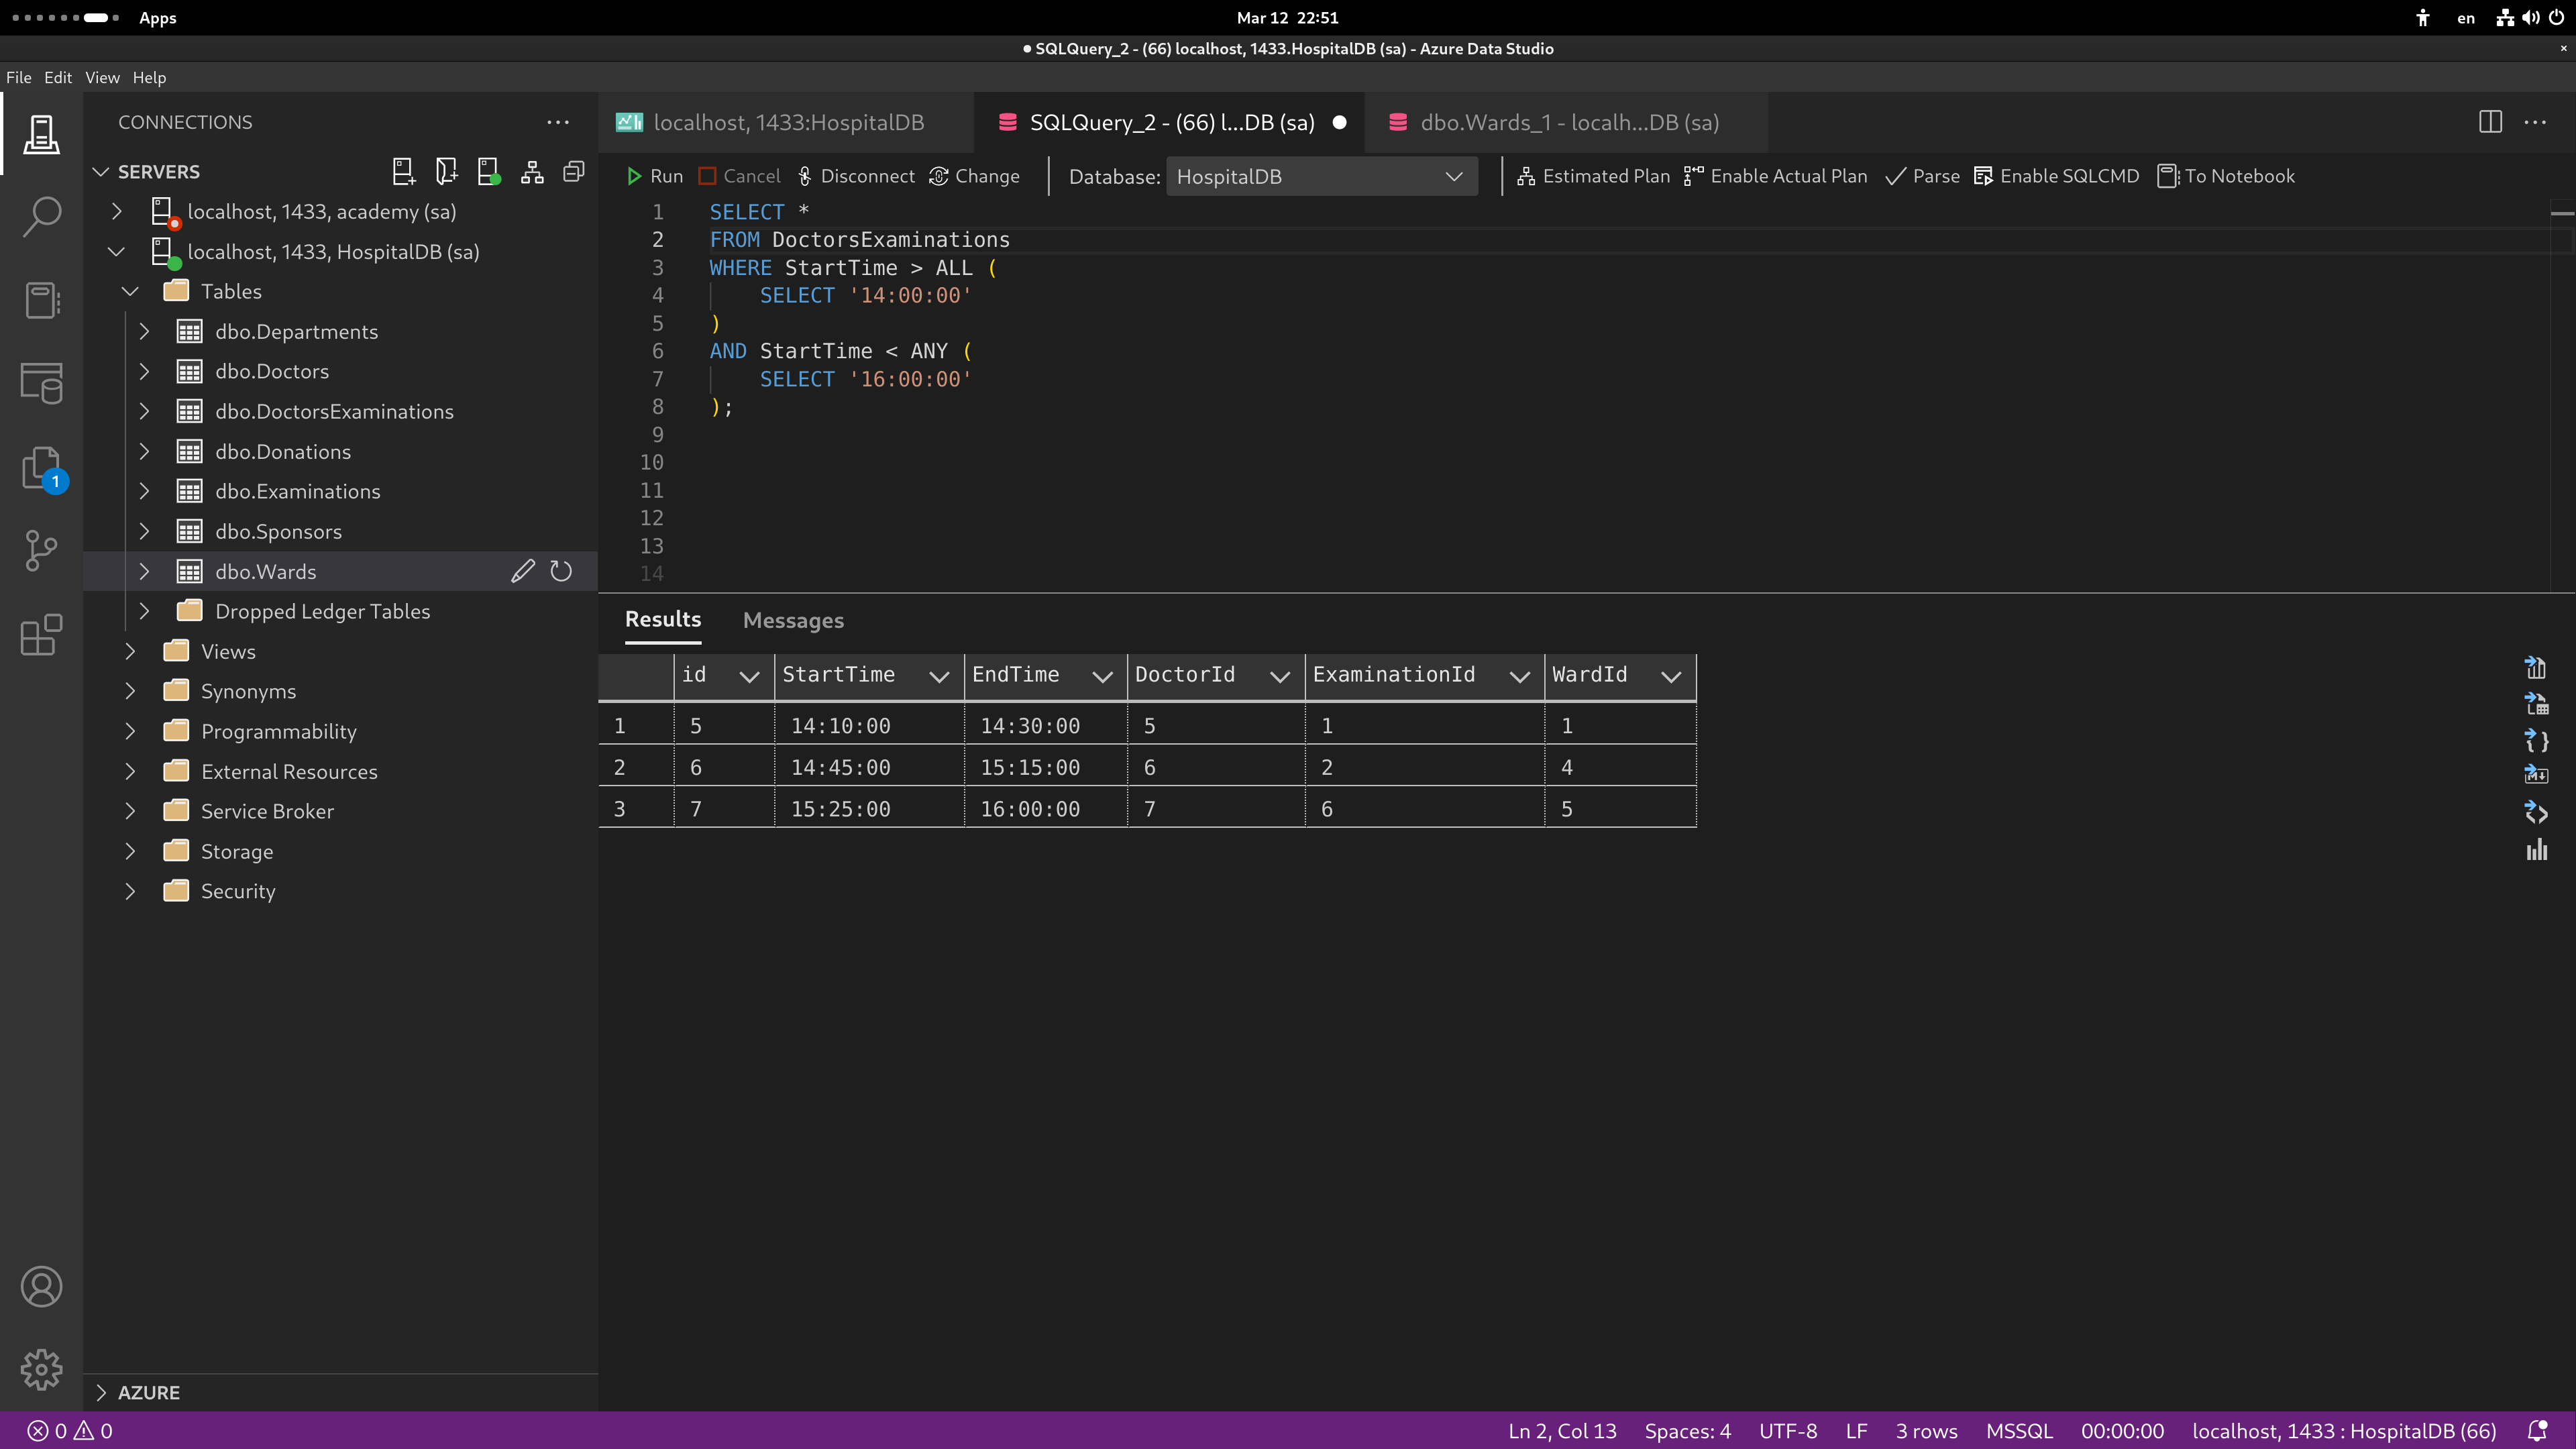 Apps
Mar 12 22:51
en
SQLQuery_2 - (66) localhost, 1433.HospitalDB (sa) - Azure Data Studio
File Edit View Help
CONNECTIONS
SERVERS
localhost, 1433, academy (sa)
localhost, 1433, HospitalDB (sa)
Tables
dbo.Departments
dbo.Doctors
dbo.DoctorsExaminations
dbo.Donations
dbo.Examinations
dbo.Sponsors
dbo.Wards
Dropped Ledger Tables
Views
Synonyms
Programmability
External Resources
Service Broker
Storage
Security
AZURE
1
localhost, 1433:HospitalDB
SQLQuery_2 - (66) l...DB (sa)
dbo.Wards_1 - localh...DB (sa)
Run Cancel Disconnect Change Database: HospitalDB Estimated Plan Enable Actual Plan Parse Enable SQLCMD To Notebook
1 SELECT *
2 FROM DoctorsExaminations
3 WHERE StartTime > ALL (
4 SELECT '14:00:00'
5 )
6 AND StartTime < ANY (
7 SELECT '16:00:00'
8 );
9
10
11
12
13
14
Results Messages
id StartTime EndTime DoctorId ExaminationId WardId
1 5 14:10:00 14:30:00 5 1 1
2 6 14:45:00 15:15:00 6 2 4
3 7 15:25:00 16:00:00 7 6 5
0 0
Ln 2, Col 13 Spaces: 4 UTF-8 LF 3 rows MSSQL 00:00:00 localhost, 1433 : HospitalDB (66)